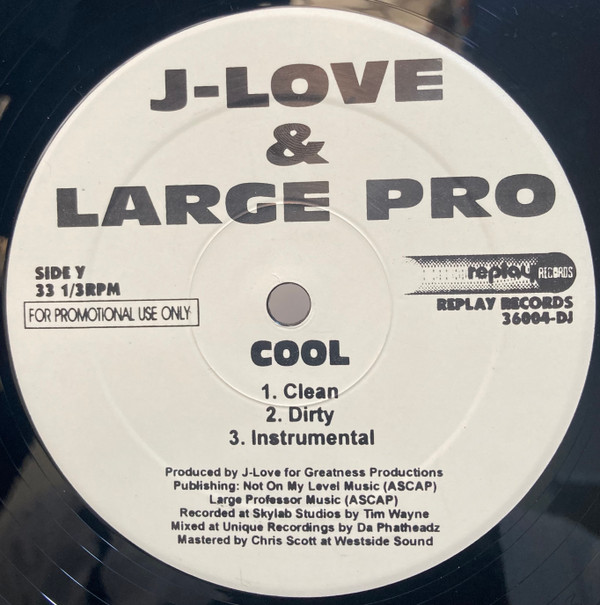 J-LOVE
&
LARGE PRO
SIDE Y
33 1/3RPM
FOR PROMOTIONAL USE ONLY
replay RECORDS
REPLAY RECORDS
36004-DJ
COOL
1. Clean
2. Dirty
3. Instrumental
Produced by J-Love for Greatness Productions
Publishing: Not On My Level Music (ASCAP)
Large Professor Music (ASCAP)
Recorded at Skylab Studios by Tim Wayne
Mixed at Unique Recordings by Da Phatheadz
Mastered by Chris Scott at Westside Sound